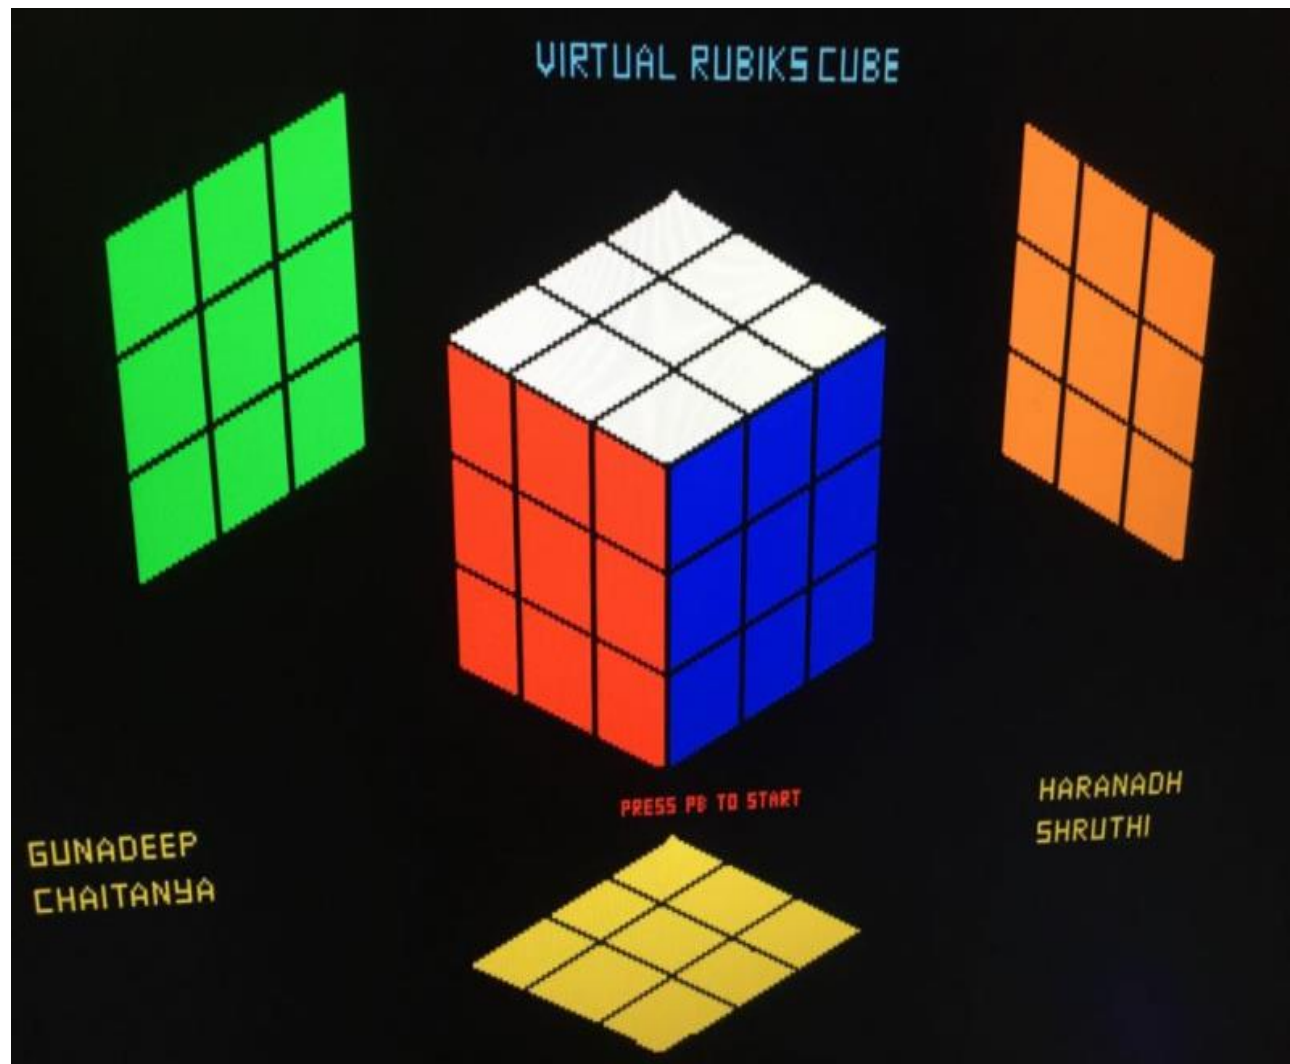 VIRTUAL RUBIKS CUBE
PRESS PB TO START
GUNADEEP
CHAITANYA
HARANADH
SHRUTHI